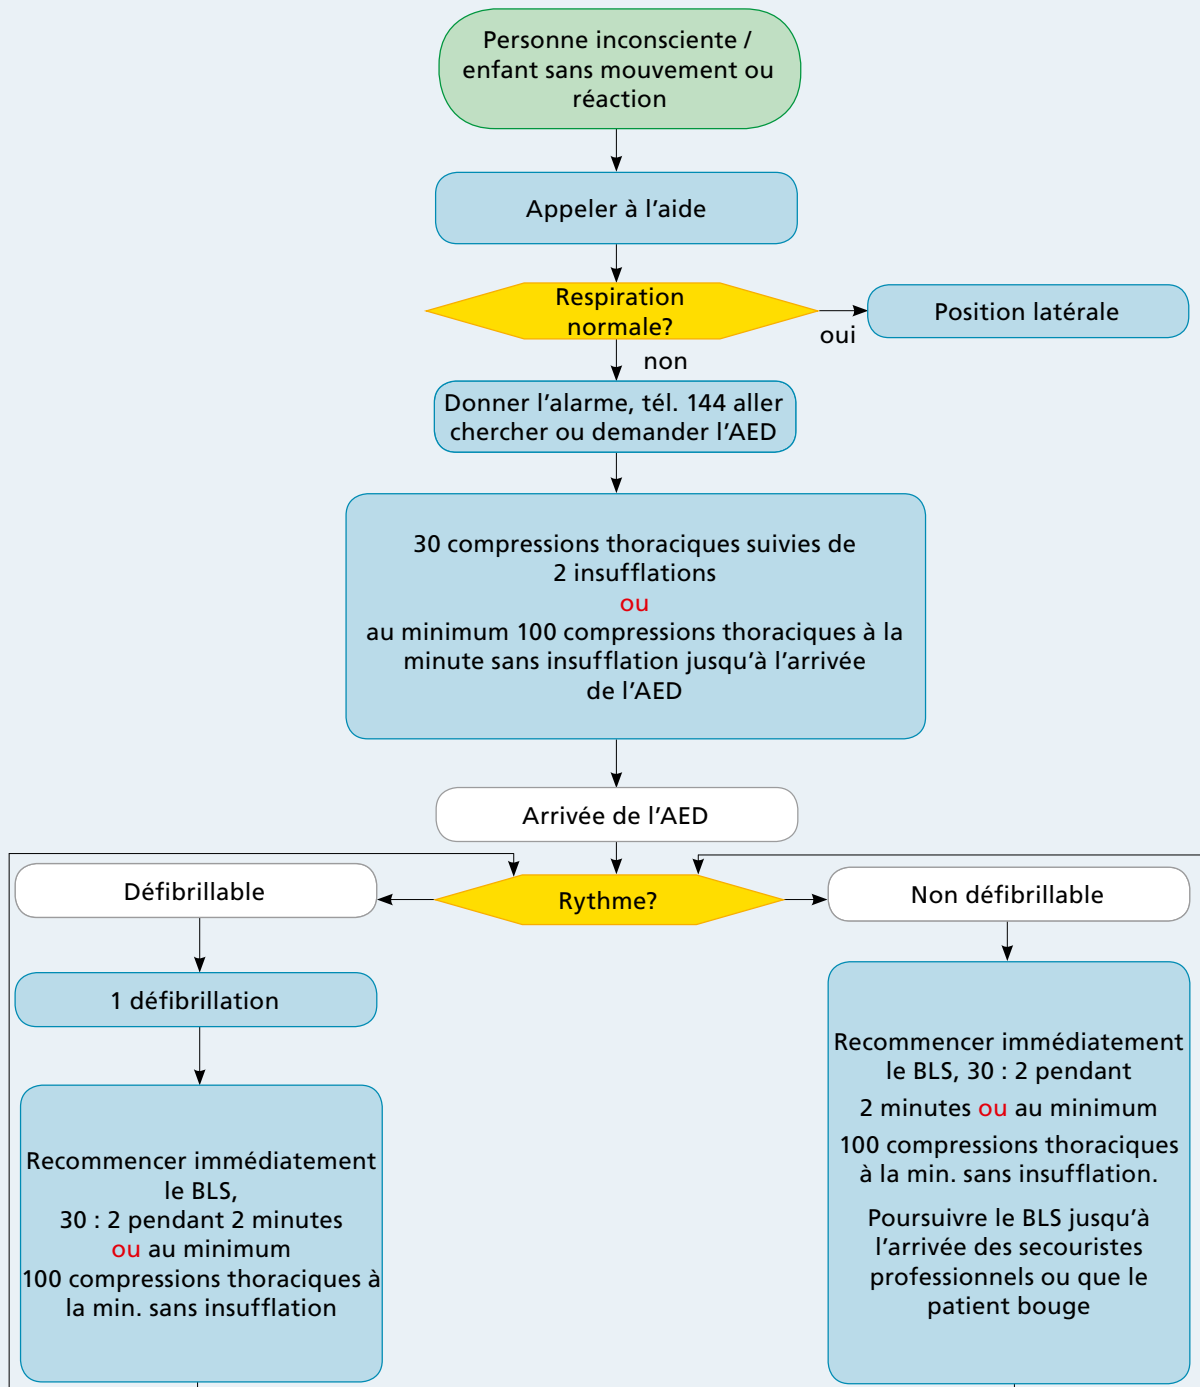 Personne inconsciente /
enfant sans mouvement ou
réaction
Appeler à l'aide
Respiration
normale?
oui
Position latérale
non
Donner l'alarme, tél. 144 aller
chercher ou demander l'AED
30 compressions thoraciques suivies de
2 insufflations
ou
au minimum 100 compressions thoraciques à la
minute sans insufflation jusqu'à l'arrivée
de l'AED
Arrivée de l'AED
Rythme?
Défibrillable
1 défibrillation
Recommencer immédiatement
le BLS,
30 : 2 pendant 2 minutes
ou au minimum
100 compressions thoraciques à
la min. sans insufflation
Non défibrillable
Recommencer immédiatement
le BLS, 30 : 2 pendant
2 minutes ou au minimum
100 compressions thoraciques
à la min. sans insufflation.
Poursuivre le BLS jusqu'à
l'arrivée des secouristes
professionnels ou que le
patient bouge